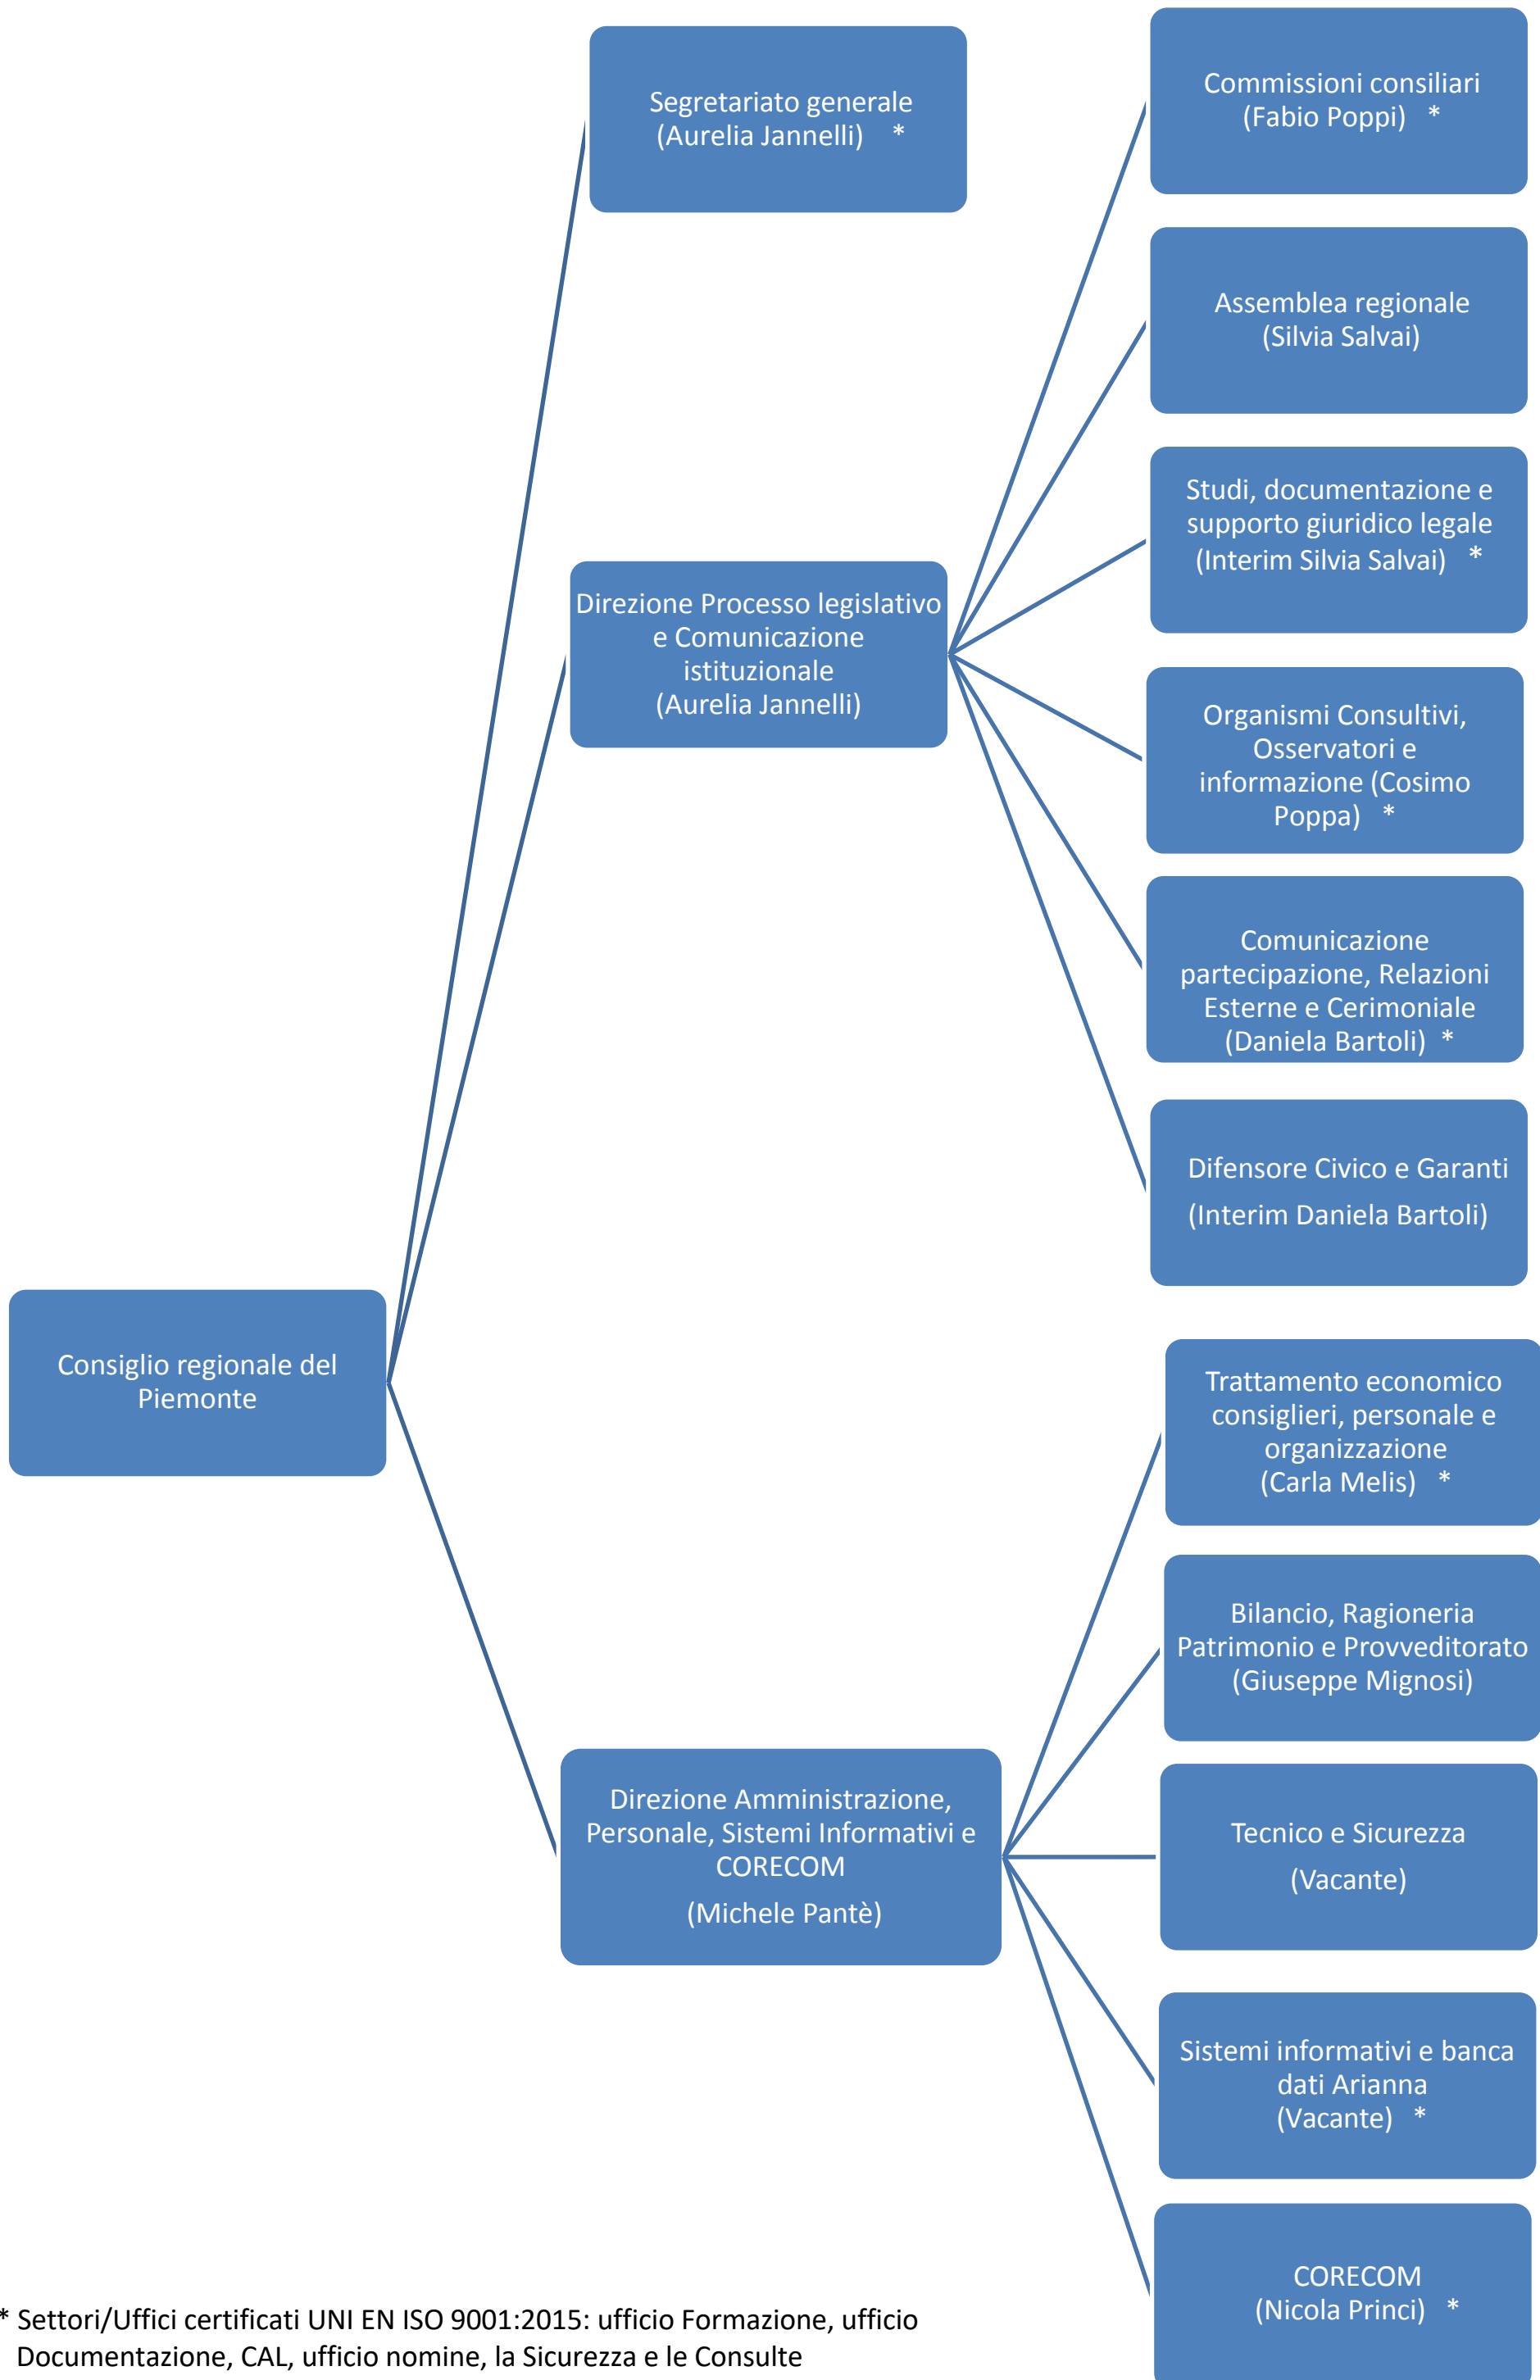 Segretariato generale
(Aurelia Jannelli) *
Commissioni consiliari
(Fabio Poppi) *
Assemblea regionale
(Silvia Salvai)
Studi, documentazione e
supporto giuridico legale
(Interim Silvia Salvai) *
Direzione Processo legislativo
e Comunicazione
istituzionale
(Aurelia Jannelli)
Organismi Consultivi,
Osservatori e
informazione (Cosimo
Poppa) *
Comunicazione
partecipazione, Relazioni
Esterne e Cerimoniale
(Daniela Bartoli) *
Difensore Civico e Garanti
(Interim Daniela Bartoli)
Consiglio regionale del
Piemonte
Trattamento economico
consiglieri, personale e
organizzazione
(Carla Melis) *
Bilancio, Ragioneria
Patrimonio e Provveditorato
(Giuseppe Mignosi)
Direzione Amministrazione,
Personale, Sistemi Informativi e
CORECOM
(Michele Pantè)
Tecnico e Sicurezza
(Vacante)
Sistemi informativi e banca
dati Arianna
(Vacante) *
CORECOM
(Nicola Princi) *
* Settori/Uffici certificati UNI EN ISO 9001:2015: ufficio Formazione, ufficio
Documentazione, CAL, ufficio nomine, la Sicurezza e le Consulte